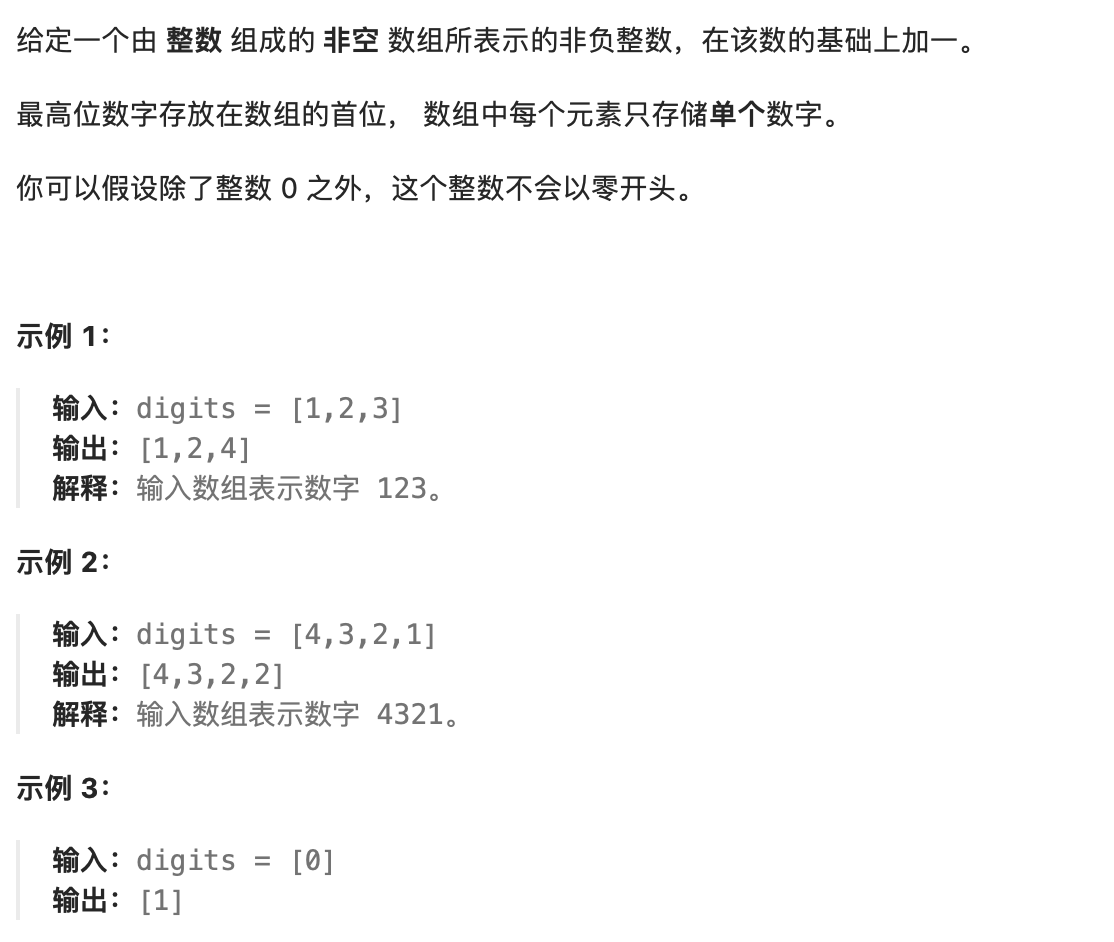 给定一个由 整数 组成的 非空 数组所表示的非负整数，在该数的基础上加一。
最高位数字存放在数组的首位， 数组中每个元素只存储单个数字。
你可以假设除了整数 0 之外，这个整数不会以零开头。
示例 1：
输入：digits = [1,2,3]
输出：[1,2,4]
解释：输入数组表示数字 123。
示例 2：
输入：digits = [4,3,2,1]
输出：[4,3,2,2]
解释：输入数组表示数字 4321。
示例 3：
输入：digits = [0]
输出：[1]